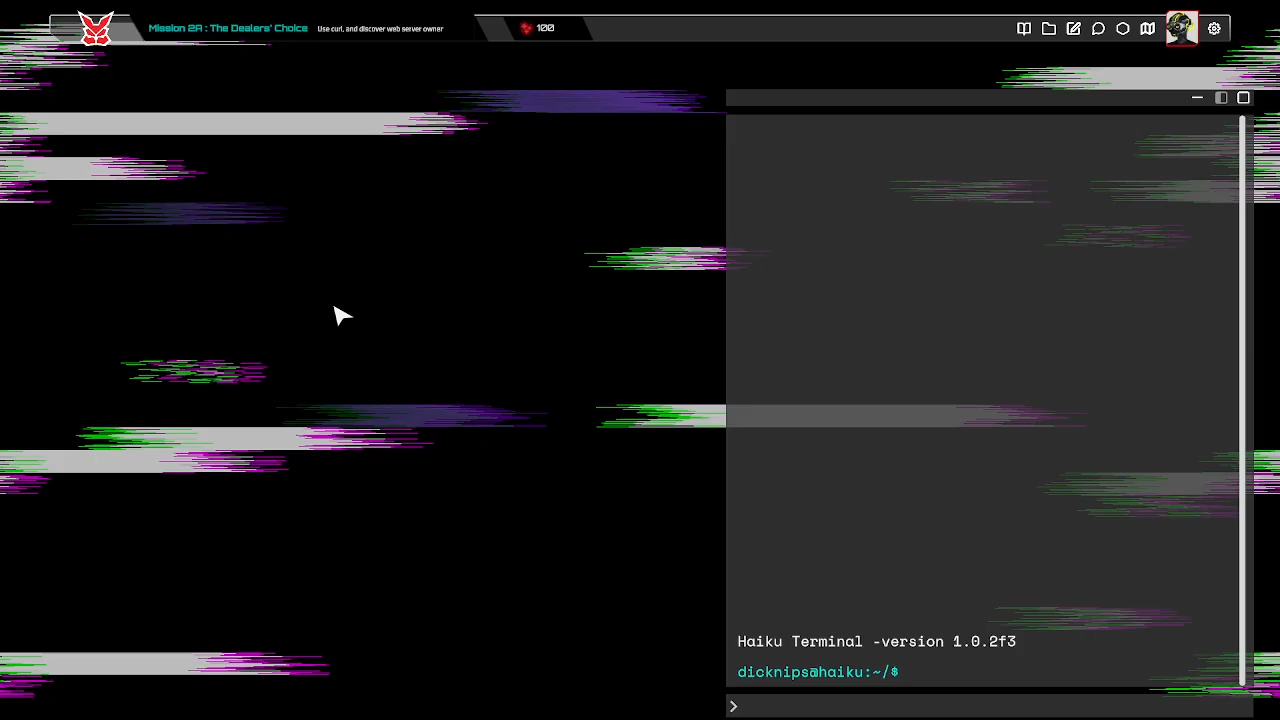 Mission 2A : The Dealers' Choice Use curl, and discover web server owner
100
Haiku Terminal -version 1.0.2f3
dicknips@haiku:~/$
>